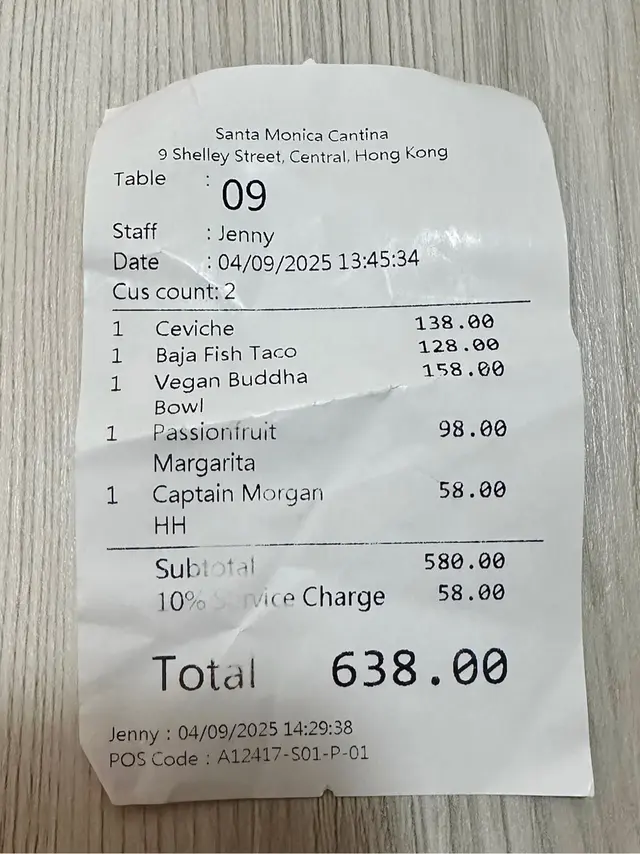 Santa Monica Cantina
9 Shelley Street, Central, Hong Kong
Table : 09
Staff : Jenny
Date : 04/09/2025 13:45:34
Cus count: 2
1 Ceviche 138.00
1 Baja Fish Taco 128.00
1 Vegan Buddha 158.00
Bowl
1 Passionfruit 98.00
Margarita
1 Captain Morgan 58.00
HH
Subtotal 580.00
10% Service Charge 58.00
Total 638.00
Jenny : 04/09/2025 14:29:38
POS Code : A12417-S01-P-01